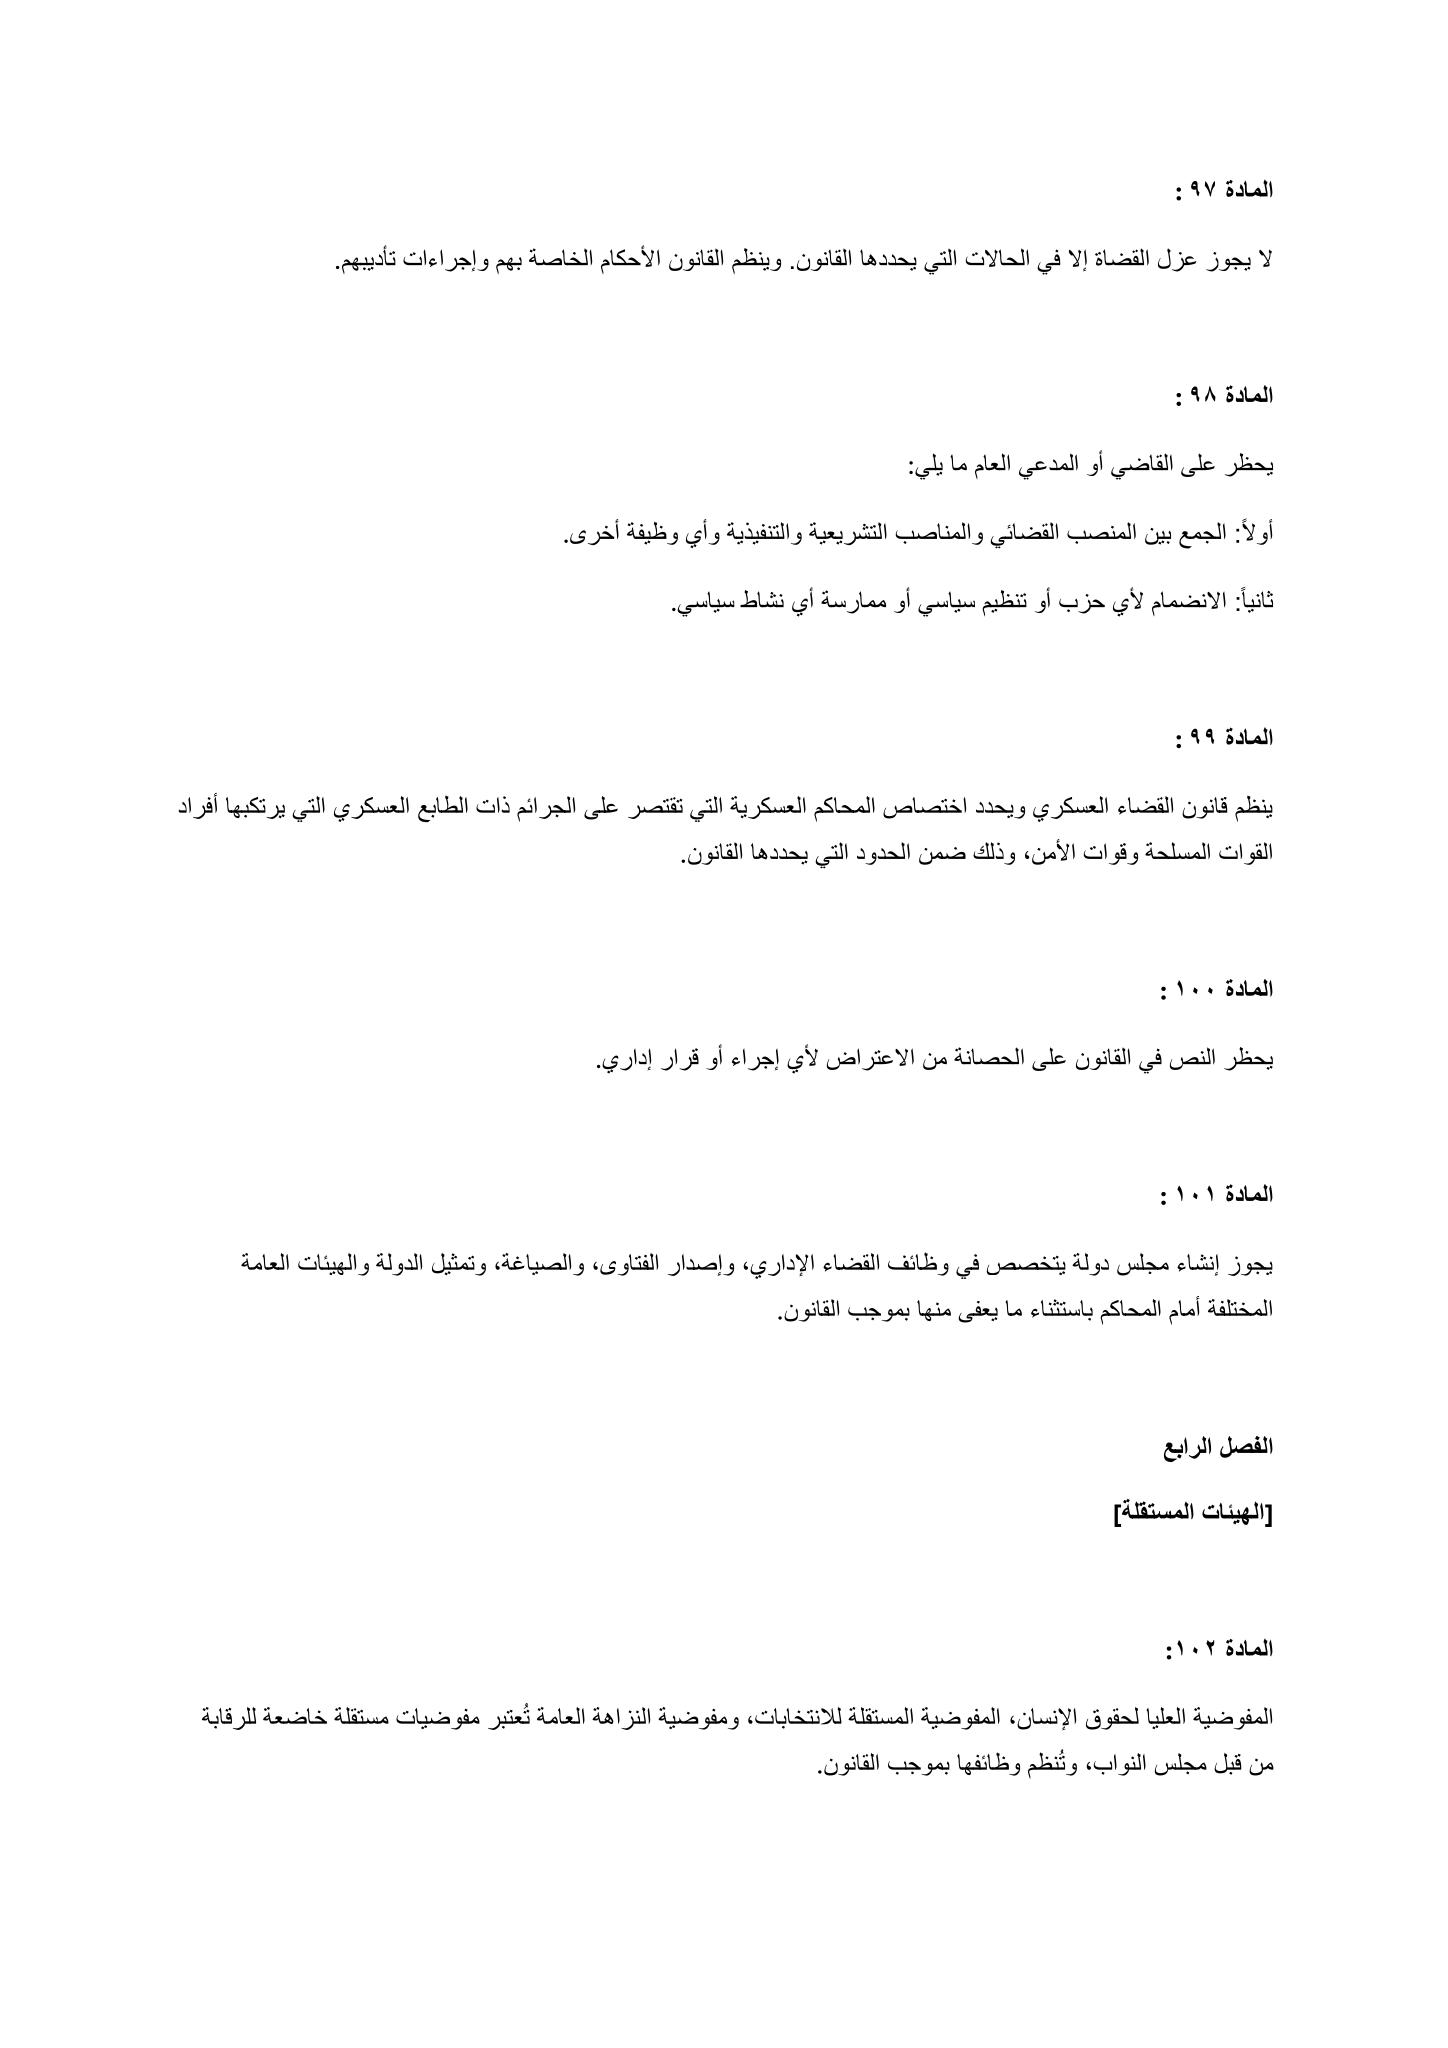 المادة ٩٧ :
لا يجوز عزل القضاة إلا في الحالات التي يحددها القانون. وينظم القانون الأحكام الخاصة بهم وإجراءات تأديبهم.
المادة ٩٨ :
يحظر على القاضي أو المدعي العام ما يلي:
أولاً: الجمع بين المنصب القضائي والمناصب التشريعية والتنفيذية وأي وظيفة أخرى.
ثانياً: الانضمام لأي حزب أو تنظيم سياسي أو ممارسة أي نشاط سياسي.
المادة ٩٩ :
ينظم قانون القضاء العسكري ويحدد اختصاص المحاكم العسكرية التي تقتصر على الجرائم ذات الطابع العسكري التي يرتكبها أفراد
القوات المسلحة وقوات الأمن، وذلك ضمن الحدود التي يحددها القانون.
المادة ١٠٠ :
يحظر النص في القانون على الحصانة من الاعتراض لأي إجراء أو قرار إداري.
المادة ١٠١ :
يجوز إنشاء مجلس دولة يتخصص في وظائف القضاء الإداري، وإصدار الفتاوى، والصياغة، وتمثيل الدولة والهيئات العامة
المختلفة أمام المحاكم باستثناء ما يعفى منها بموجب القانون.
الفصل الرابع
[الهيئات المستقلة]
المادة ١٠٢:
المفوضية العليا لحقوق الإنسان، المفوضية المستقلة للانتخابات، ومفوضية النزاهة العامة تُعتبر مفوضيات مستقلة خاضعة للرقابة
من قبل مجلس النواب، وتُنظم وظائفها بموجب القانون.